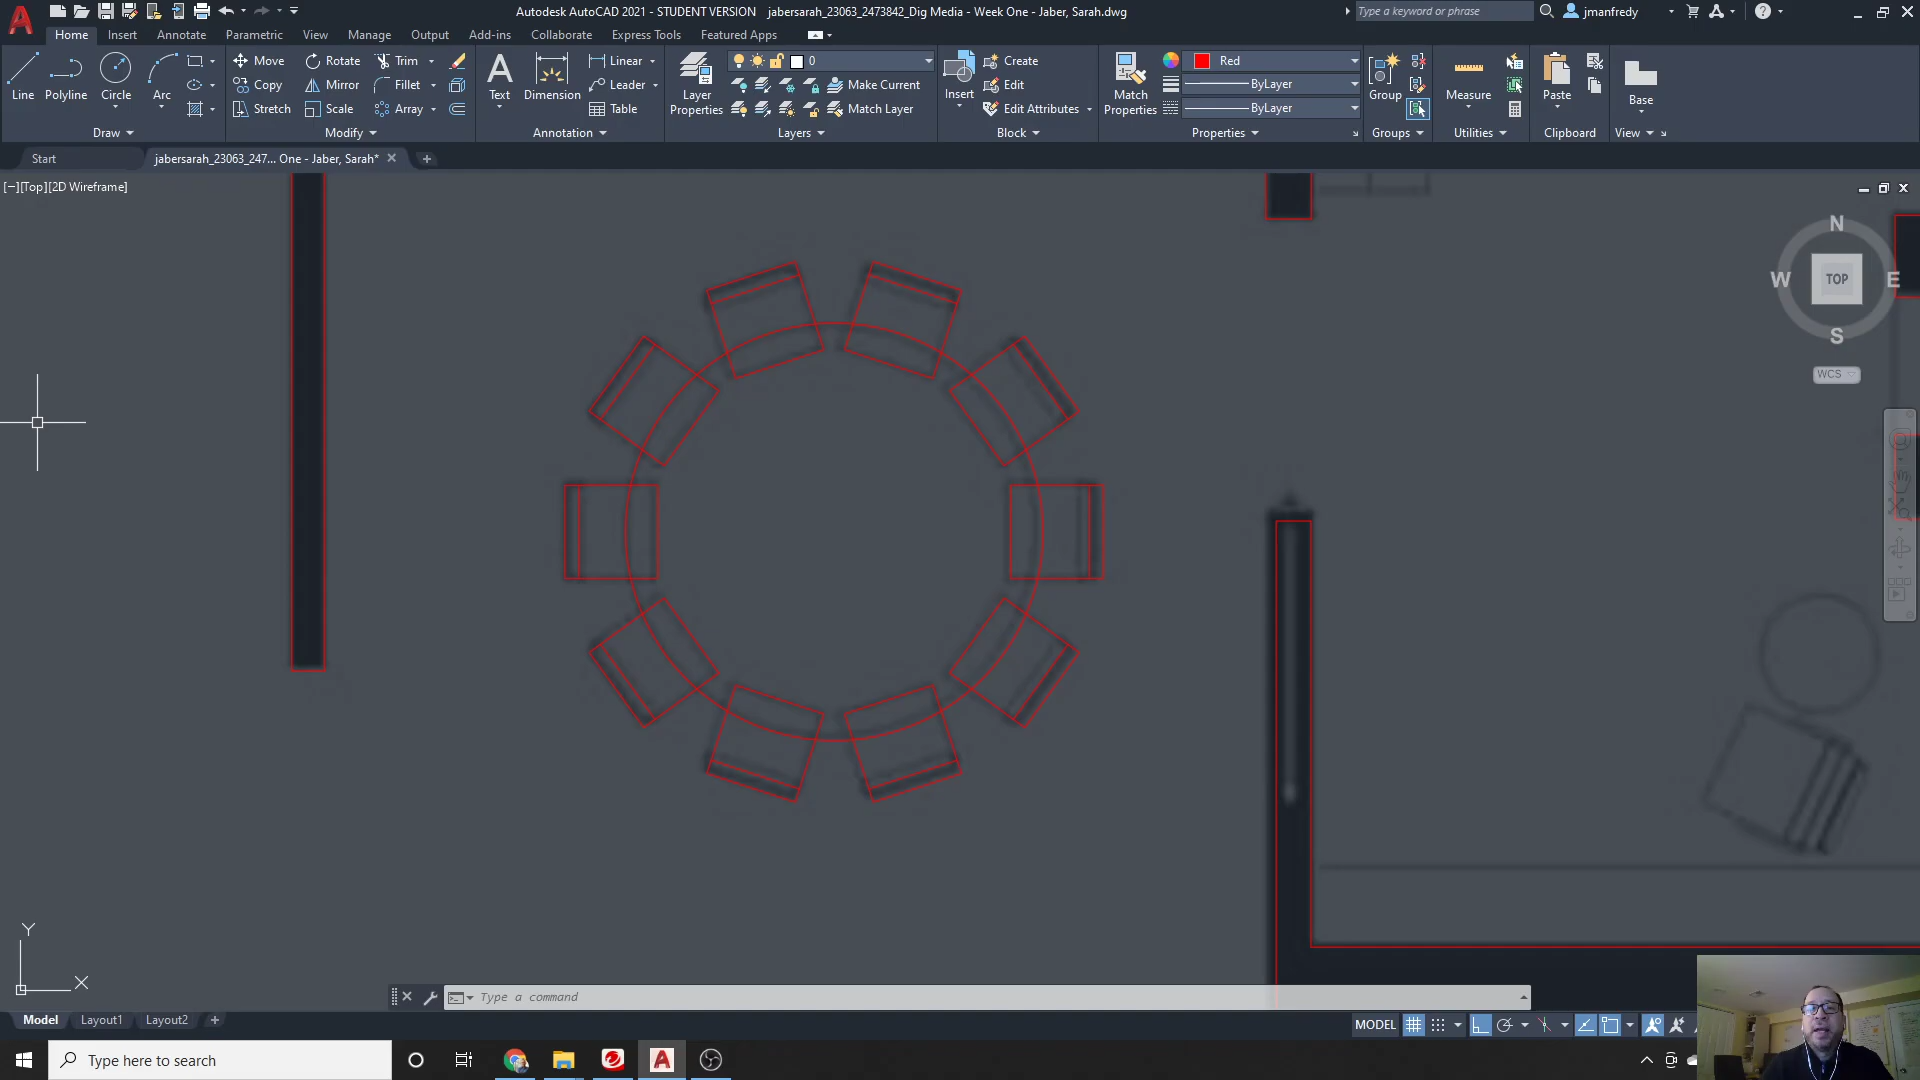 Autodesk AutoCAD 2021 - STUDENT VERSION jabersarah_23063_2473842_Dig Media - Week One - Jaber, Sarah.dwg
Type a keyword or phrase
jmanfredy
Home Insert Annotate Parametric View Manage Output Add-ins Collaborate Express Tools Featured Apps
Line Polyline Circle Arc
Move Rotate Trim
Copy Mirror Fillet
Stretch Scale Array
Text Dimension
Linear
Leader
Table
Layer Properties
0
Make Current
Match Layer
Insert
Create
Edit
Edit Attributes
Match Properties
Red
ByLayer
ByLayer
Group
Measure
Paste
Base
Draw Modify Annotation Layers Block Properties Groups Utilities Clipboard View
Start
jabersarah_23063_247... One - Jaber, Sarah*
[−][Top][2D Wireframe]
N
W TOP E
S
WCS
Y
X
Type a command
Model Layout1 Layout2
MODEL
Type here to search